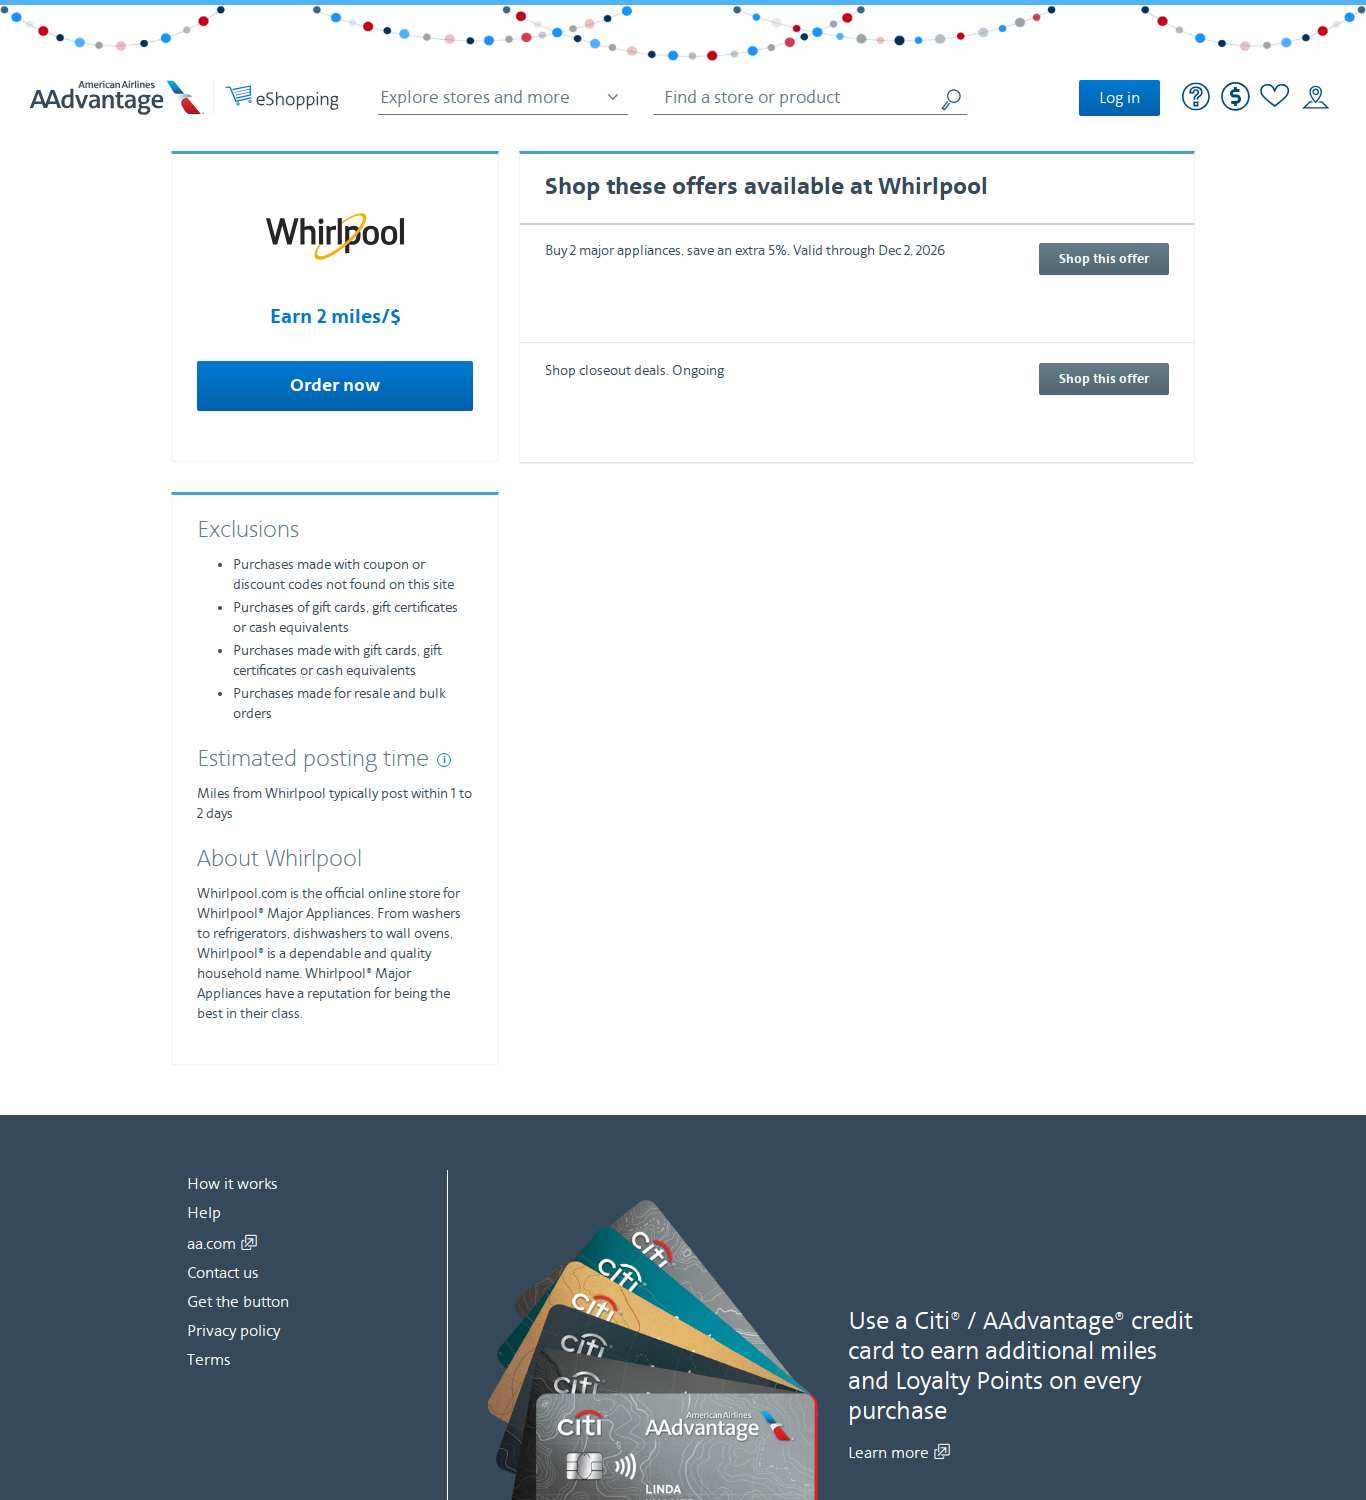 American Airlines
AAdvantage
eShopping
Explore stores and more
Find a store or product
Log in
Whirlpool
Earn 2 miles/$
Order now
Shop these offers available at Whirlpool
Buy 2 major appliances, save an extra 5%. Valid through Dec 2, 2026
Shop this offer
Shop closeout deals. Ongoing
Shop this offer
Exclusions
• Purchases made with coupon or
discount codes not found on this site
• Purchases of gift cards, gift certificates
or cash equivalents
• Purchases made with gift cards, gift
certificates or cash equivalents
• Purchases made for resale and bulk
orders
Estimated posting time
Miles from Whirlpool typically post within 1 to
2 days
About Whirlpool
Whirlpool.com is the official online store for
Whirlpool® Major Appliances. From washers
to refrigerators, dishwashers to wall ovens,
Whirlpool® is a dependable and quality
household name. Whirlpool® Major
Appliances have a reputation for being the
best in their class.
How it works
Help
aa.com
Contact us
Get the button
Privacy policy
Terms
citi
citi
citi
citi
citi
citi
American Airlines
AAdvantage
LINDA
Use a Citi® / AAdvantage® credit
card to earn additional miles
and Loyalty Points on every
purchase
Learn more